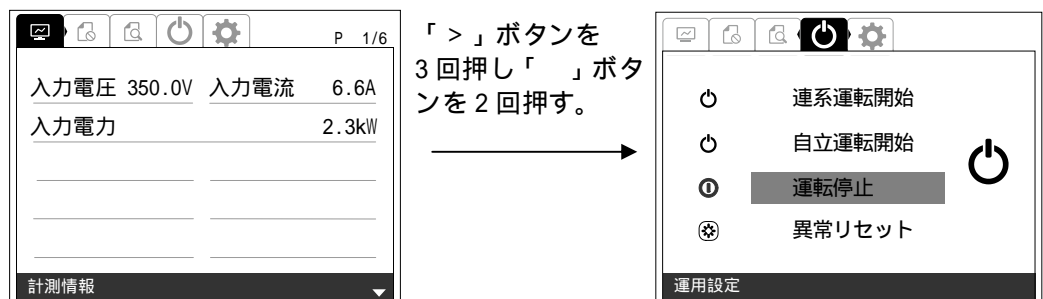 P 1/6
入力電圧 350.0V 入力電流 6.6A
入力電力 2.3kW
計測情報
「>」ボタンを
3回押し「 」ボタ
ンを2回押す。
連系運転開始
自立運転開始
運転停止
異常リセット
運用設定